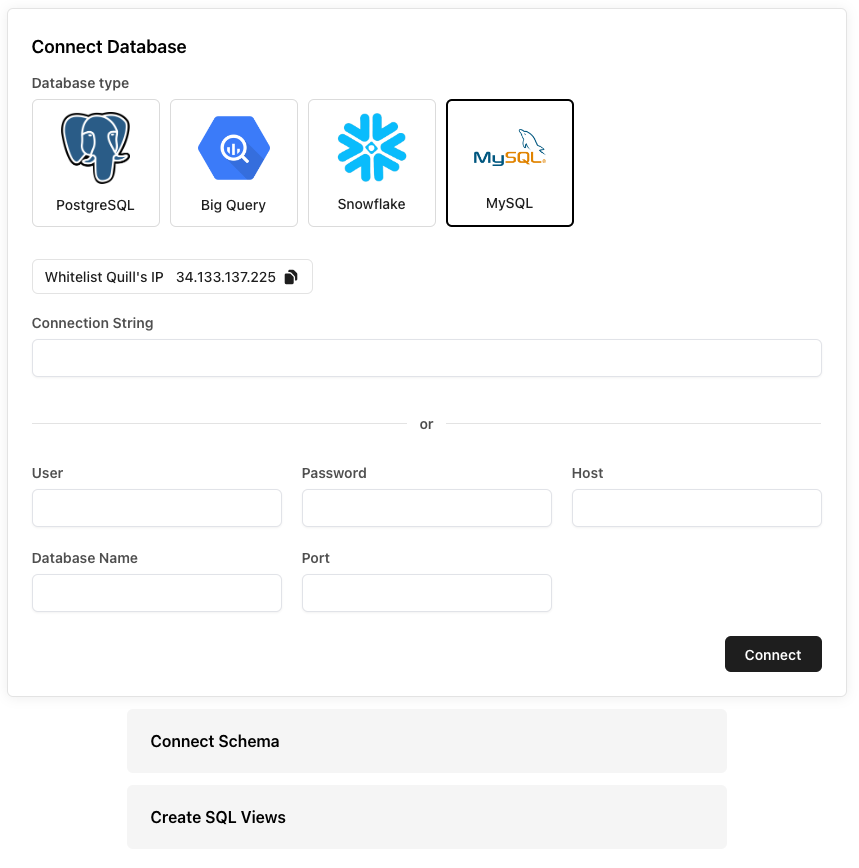 Connect Database
Database type
MySQL
PostgreSQL
Big Query
Snowflake
MySQL
Whitelist Quill's IP 34.133.137.225
Connection String
or
User Password Host
Database Name Port
Connect
Connect Schema
Create SQL Views